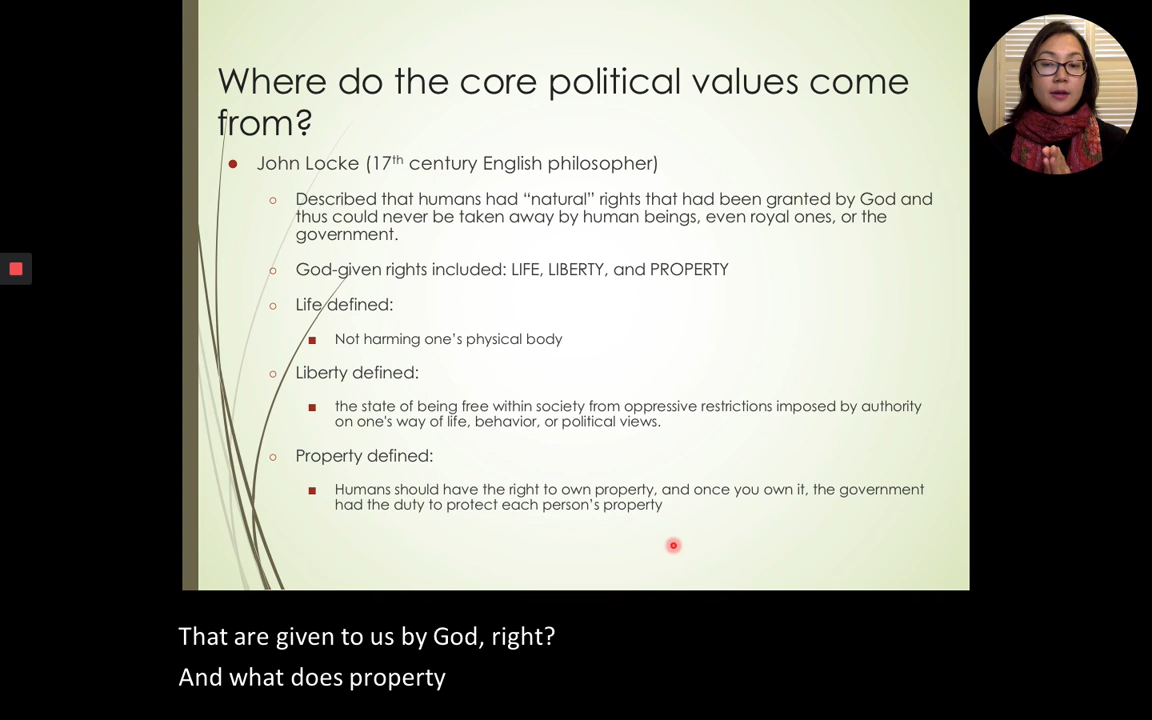 Where do the core political values come
from?
John Locke (17th century English philosopher)
Described that humans had “natural” rights that had been granted by God and
thus could never be taken away by human beings, even royal ones, or the
government.
God-given rights included: LIFE, LIBERTY, and PROPERTY
Life defined:
Not harming one’s physical body
Liberty defined:
the state of being free within society from oppressive restrictions imposed by authority
on one's way of life, behavior, or political views.
Property defined:
Humans should have the right to own property, and once you own it, the government
had the duty to protect each person’s property
That are given to us by God, right?
And what does property